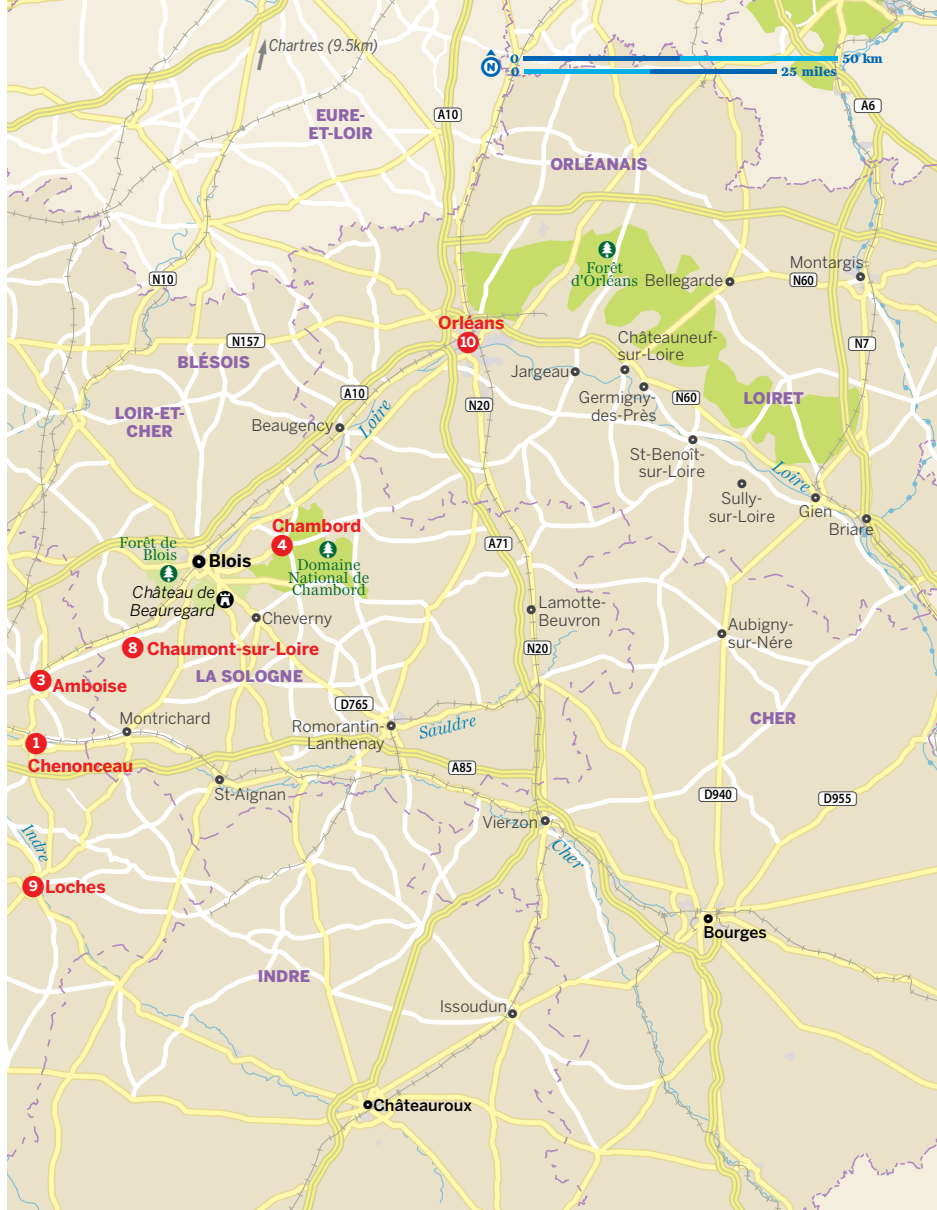 Chartres (9.5km)
N
0
50 km
0
25 miles
A6
A10
EURE-
ET-LOIR
ORLÉANAIS
Forêt
d'Orléans
Montargis
N10
Bellegarde
N60
Orléans
10
N157
Châteauneuf-
sur-Loire
N7
BLÉSOIS
Jargeau
A10
Germigny-
des-Près
N60
LOIRET
N20
LOIR-ET-
CHER
Loire
Beaugency
St-Benoît-
sur-Loire
Loire
Sully-
sur-Loire
Gien
Briare
Chambord
4
Forêt de
Blois
A71
Blois
Domaine
National de
Chambord
Château de
Beauregard
Cheverny
Lamotte-
Beuvron
Aubigny-
sur-Nére
8
Chaumont-sur-Loire
N20
LA SOLOGNE
3
Amboise
D765
Montrichard
Romorantin-
Lanthenay
Sauldre
CHER
1
Chenonceau
A85
St-Aignan
D940
D955
Vierzon
Indre
Cher
9
Loches
Bourges
INDRE
Issoudun
Châteauroux